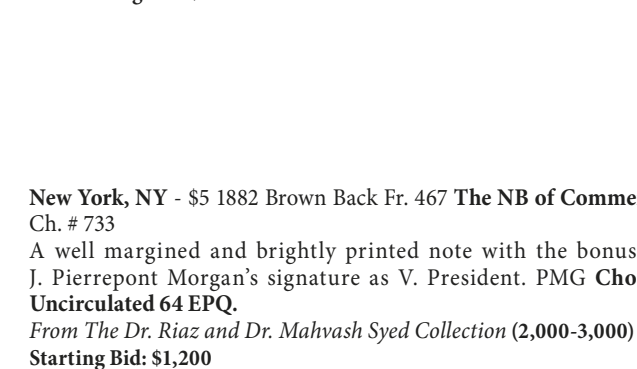 New York, NY - $5 1882 Brown Back Fr. 467 The NB of Comme
Ch. # 733
A well margined and brightly printed note with the bonus
J. Pierrepont Morgan’s signature as V. President. PMG Cho
Uncirculated 64 EPQ.
From The Dr. Riaz and Dr. Mahvash Syed Collection (2,000-3,000)
Starting Bid: $1,200